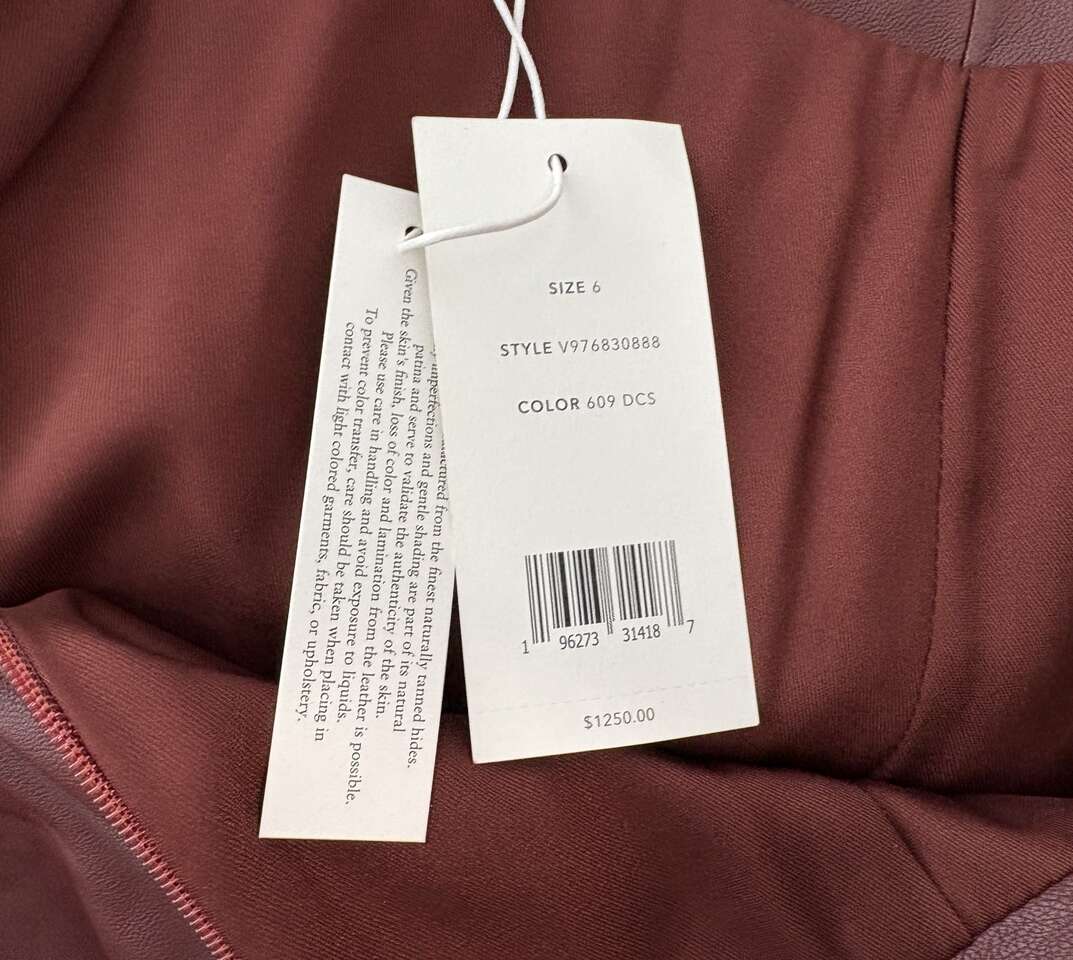 SIZE 6
STYLE V976830888
COLOR 609 DCS
1 96273 31418 7
$1250.00
from the finest naturally tanned hides.
imperfections and gentle shading are part of its natural
patina and serve to validate the authenticity of the skin.
Given the skin's finish, loss of color and lamination from the leather is possible.
Please use care in handling and avoid exposure to liquids.
To prevent color transfer, care should be taken when placing in
contact with light colored garments, fabric, or upholstery.